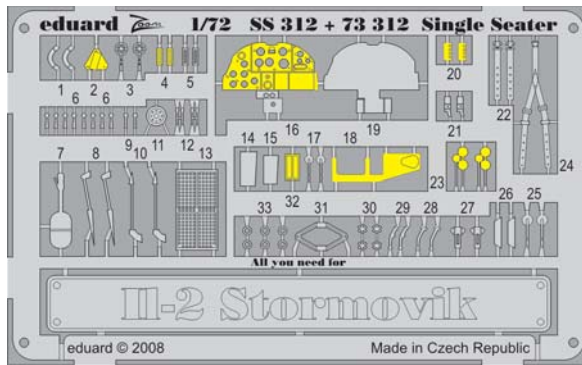 eduard Zoom 1/72 SS 312 + 73 312 Single Seater
1 2 3 4 5
6 6
9 11 12
16 17 18 19
20
21
22
24
7 8 10 13
14 15
32
23
33 31 30 29 28 27 26 25
All you need for
Il-2 Stormovik
eduard © 2008 Made in Czech Republic